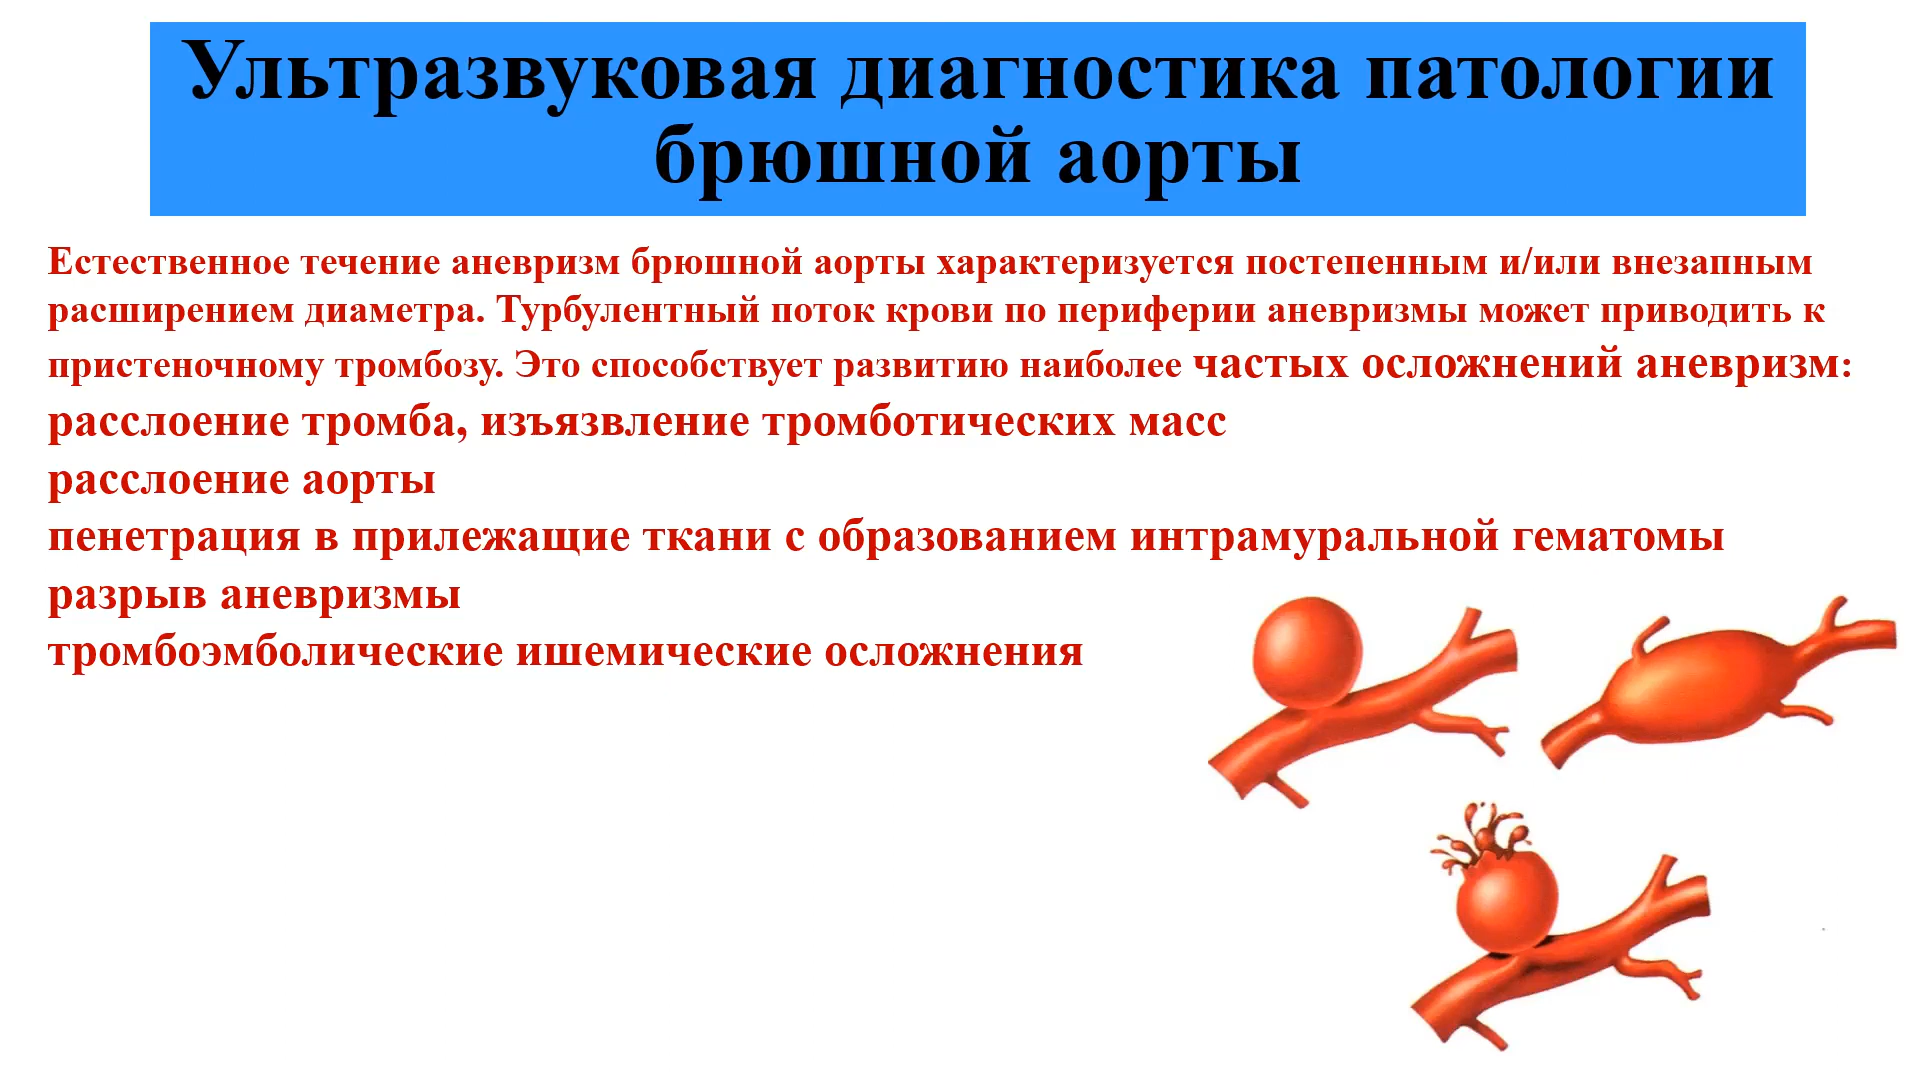 Ультразвуковая диагностика патологии
брюшной аорты
Естественное течение аневризм брюшной аорты характеризуется постепенным и/или внезапным
расширением диаметра. Турбулентный поток крови по периферии аневризмы может приводить к
пристеночному тромбозу. Это способствует развитию наиболее частых осложнений аневризм:
расслоение тромба, изъязвление тромботических масс
расслоение аорты
пенетрация в прилежащие ткани с образованием интрамуральной гематомы
разрыв аневризмы
тромбоэмболические ишемические осложнения